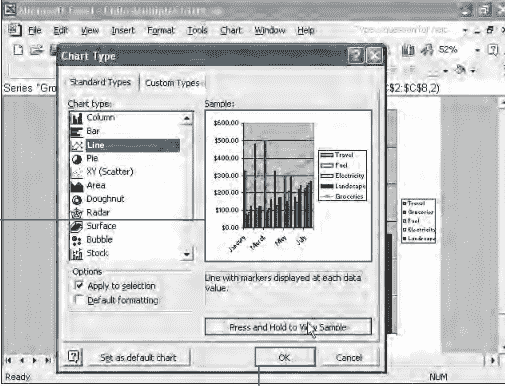 File Edit View Insert Format Tools Chart Window Help
52%
Chart Type
Series "Gro
C$2:$C$8,2)
Standard Types Custom Types
Chart type:
Column
Bar
Line
Pie
XY (Scatter)
Area
Doughnut
Radar
Surface
Bubble
Stock
Options
Apply to selection
Default formatting
Sample:
$600.00
$500.00
$400.00
$300.00
$200.00
$100.00
$0.00
January
March
May
July
Travel
Fuel
Electricity
Landscape
Groceries
Line with markers displayed at each data
value.
Press and Hold to View Sample
Travel
Groceries
Fuel
Electricity
Landscape
Set as default chart OK Cancel
Ready NUM